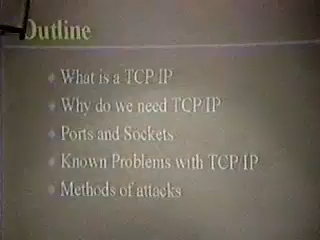 Outline
What is a TCP/IP
Why do we need TCP/IP
Ports and Sockets
Known Problems with TCP/IP
Methods of attacks